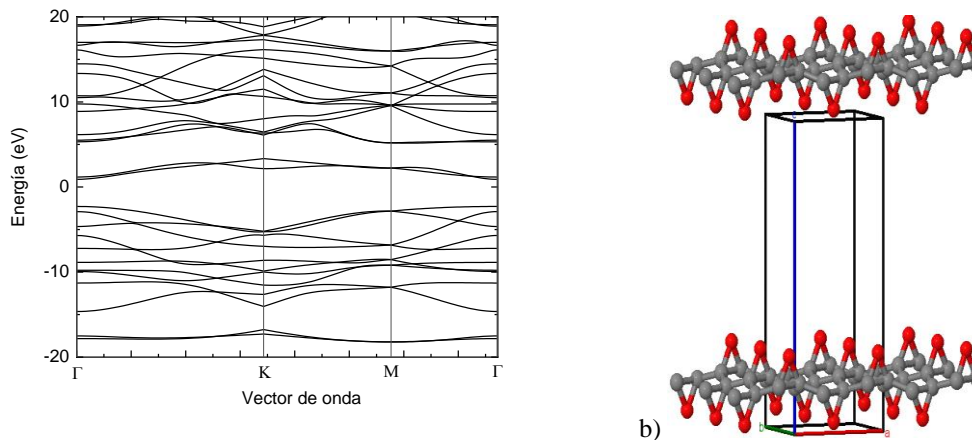 20
10
0
-10
-20
Energía (eV)
Γ K M Γ
Vector de onda
b)
c
b
a